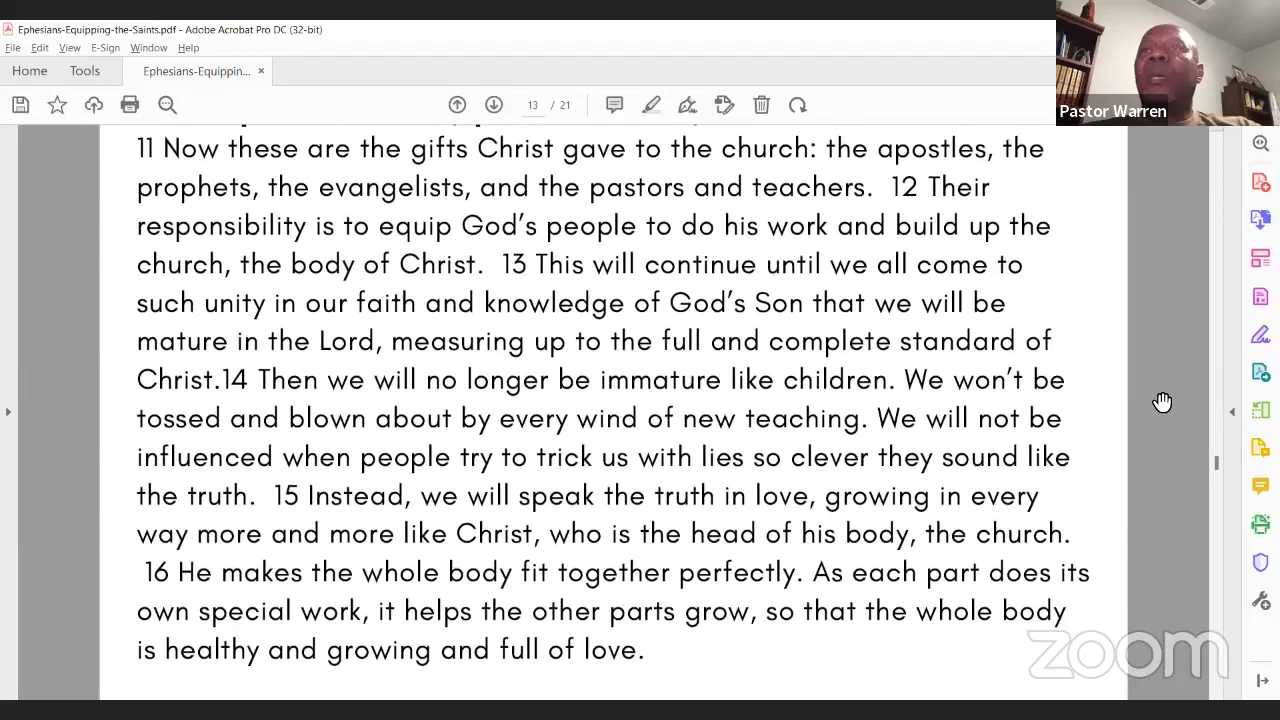 Ephesians-Equipping-the-Saints.pdf - Adobe Acrobat Pro DC (32-bit)
File Edit View E-Sign Window Help
Home Tools Ephesians-Equippin... ×
13 / 21
Pastor Warren
11 Now these are the gifts Christ gave to the church: the apostles, the
prophets, the evangelists, and the pastors and teachers. 12 Their
responsibility is to equip God's people to do his work and build up the
church, the body of Christ. 13 This will continue until we all come to
such unity in our faith and knowledge of God's Son that we will be
mature in the Lord, measuring up to the full and complete standard of
Christ.14 Then we will no longer be immature like children. We won't be
tossed and blown about by every wind of new teaching. We will not be
influenced when people try to trick us with lies so clever they sound like
the truth. 15 Instead, we will speak the truth in love, growing in every
way more and more like Christ, who is the head of his body, the church.
16 He makes the whole body fit together perfectly. As each part does its
own special work, it helps the other parts grow, so that the whole body
is healthy and growing and full of love.
zoom